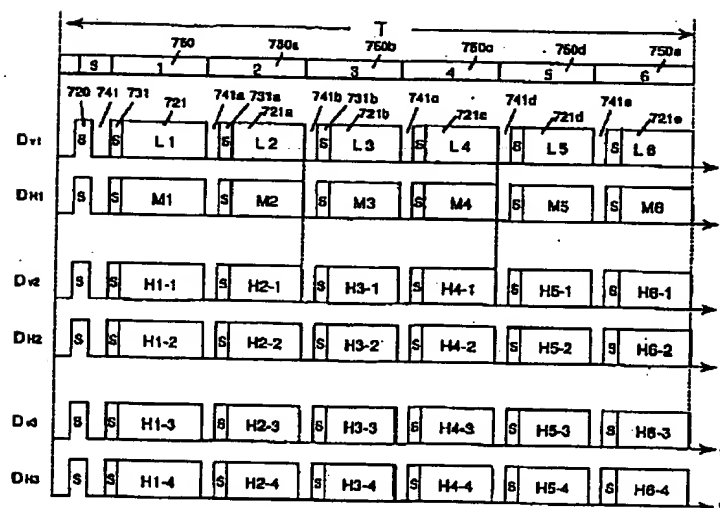 T
750 750a 750b 750c 750d 750e
S 1 2 3 4 5 6
720 741 731 721 741a 731a 721a 741b 731b 721b 741c 721c 741d 721d 741e 721e
DV1 S S L1 S L2 S L3 S L4 S L5 S L6
DH1 S S M1 S M2 S M3 S M4 S M5 S M6
DV2 S S H1-1 S H2-1 S H3-1 S H4-1 S H5-1 S H6-1
DH2 S S H1-2 S H2-2 S H3-2 S H4-2 S H5-2 S H6-2
DV3 S S H1-3 S H2-3 S H3-3 S H4-3 S H5-3 S H6-3
DH3 S S H1-4 S H2-4 S H3-4 S H4-4 S H5-4 S H6-4